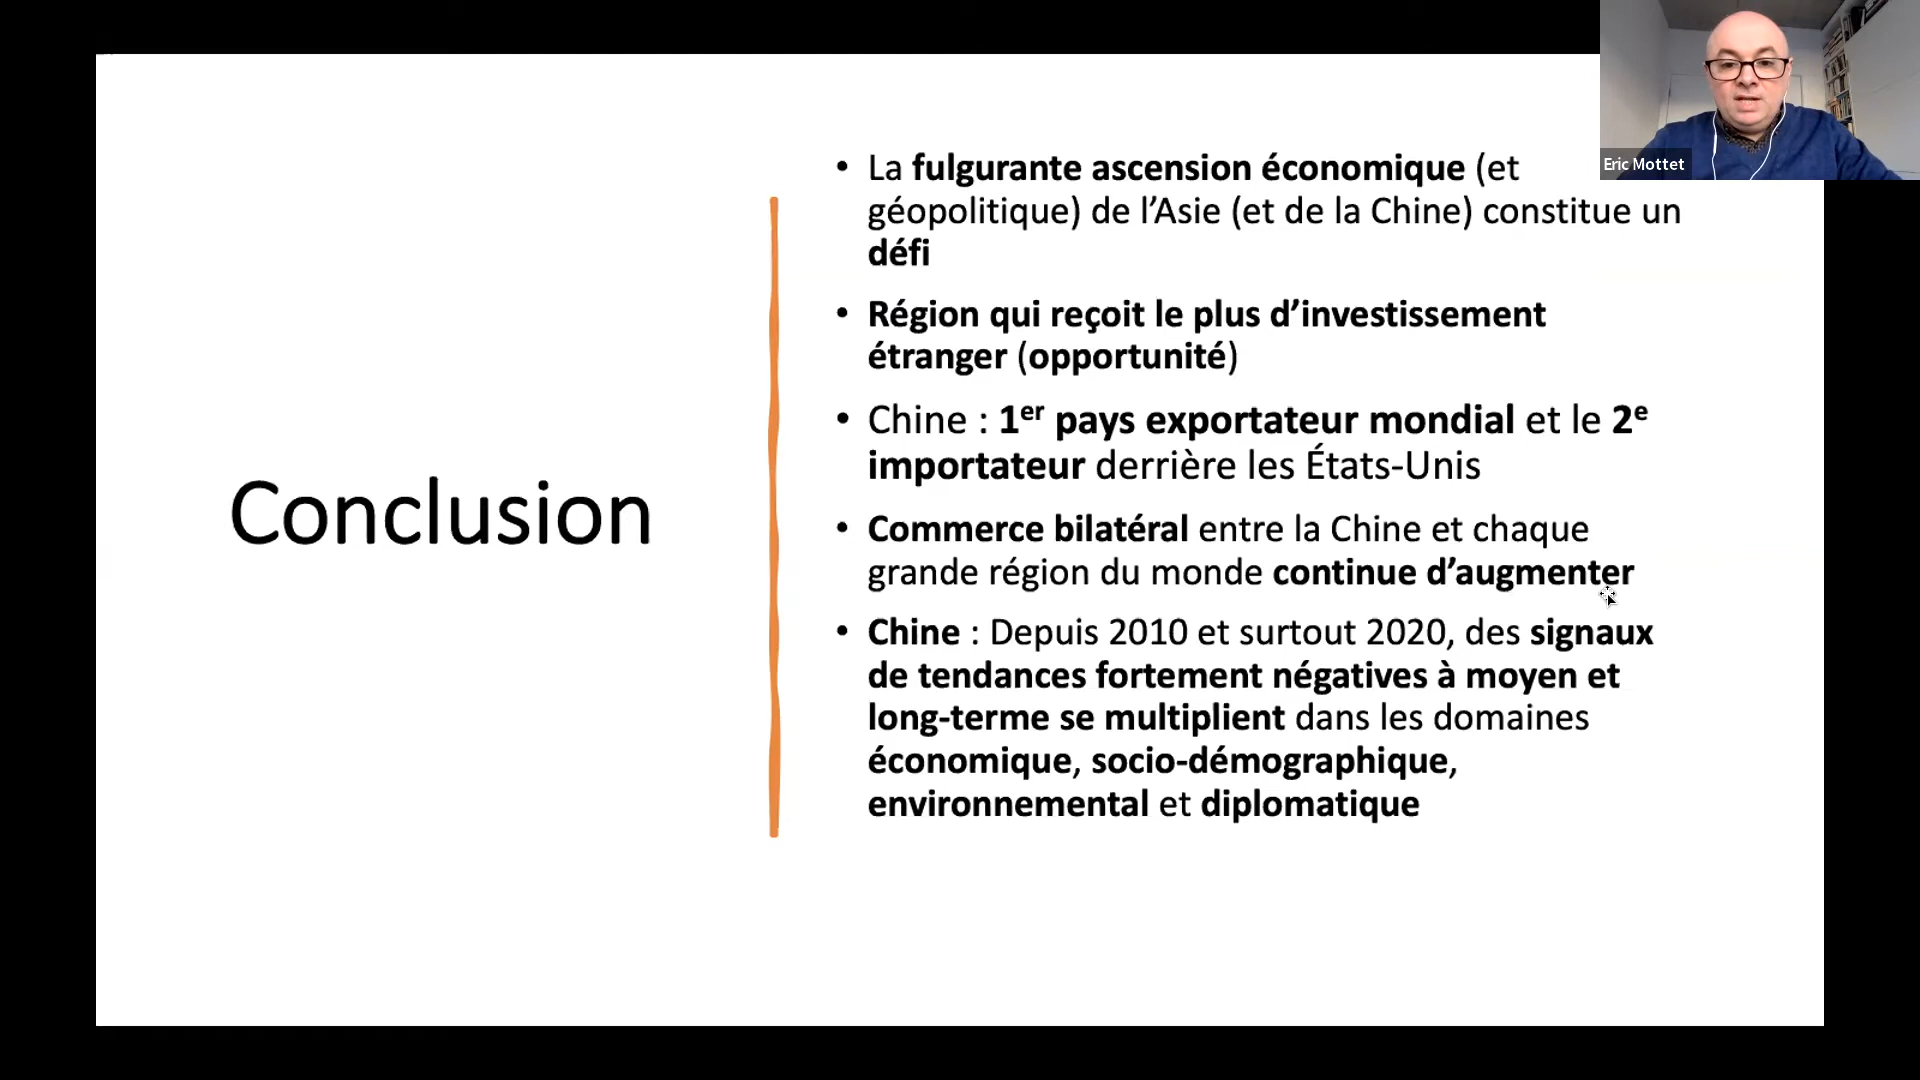 Eric Mottet
Conclusion
• La fulgurante ascension économique (et
géopolitique) de l’Asie (et de la Chine) constitue un
défi
• Région qui reçoit le plus d’investissement
étranger (opportunité)
• Chine : 1er pays exportateur mondial et le 2e
importateur derrière les États-Unis
• Commerce bilatéral entre la Chine et chaque
grande région du monde continue d’augmenter
• Chine : Depuis 2010 et surtout 2020, des signaux
de tendances fortement négatives à moyen et
long-terme se multiplient dans les domaines
économique, socio-démographique,
environnemental et diplomatique